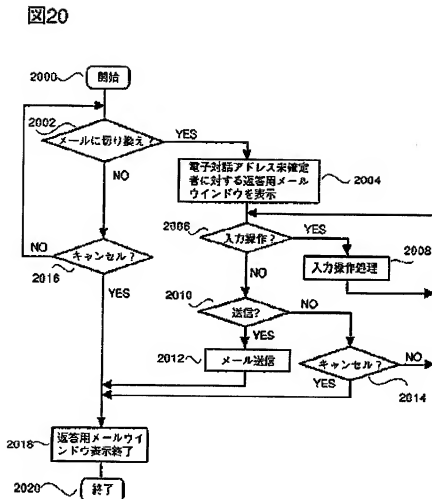 図20
2000
開始
2002
メールに切り換え?
YES
NO
電子対話アドレス未確定
者に対する返答用メール
ウインドウを表示
2004
2006
入力操作?
YES
NO
入力操作処理
2008
NO
キャンセル?
2016
YES
2010
送信?
NO
YES
2012
メール送信
キャンセル?
NO
YES
2014
2018
返答用メールウイ
ンドウ表示終了
2020
終了